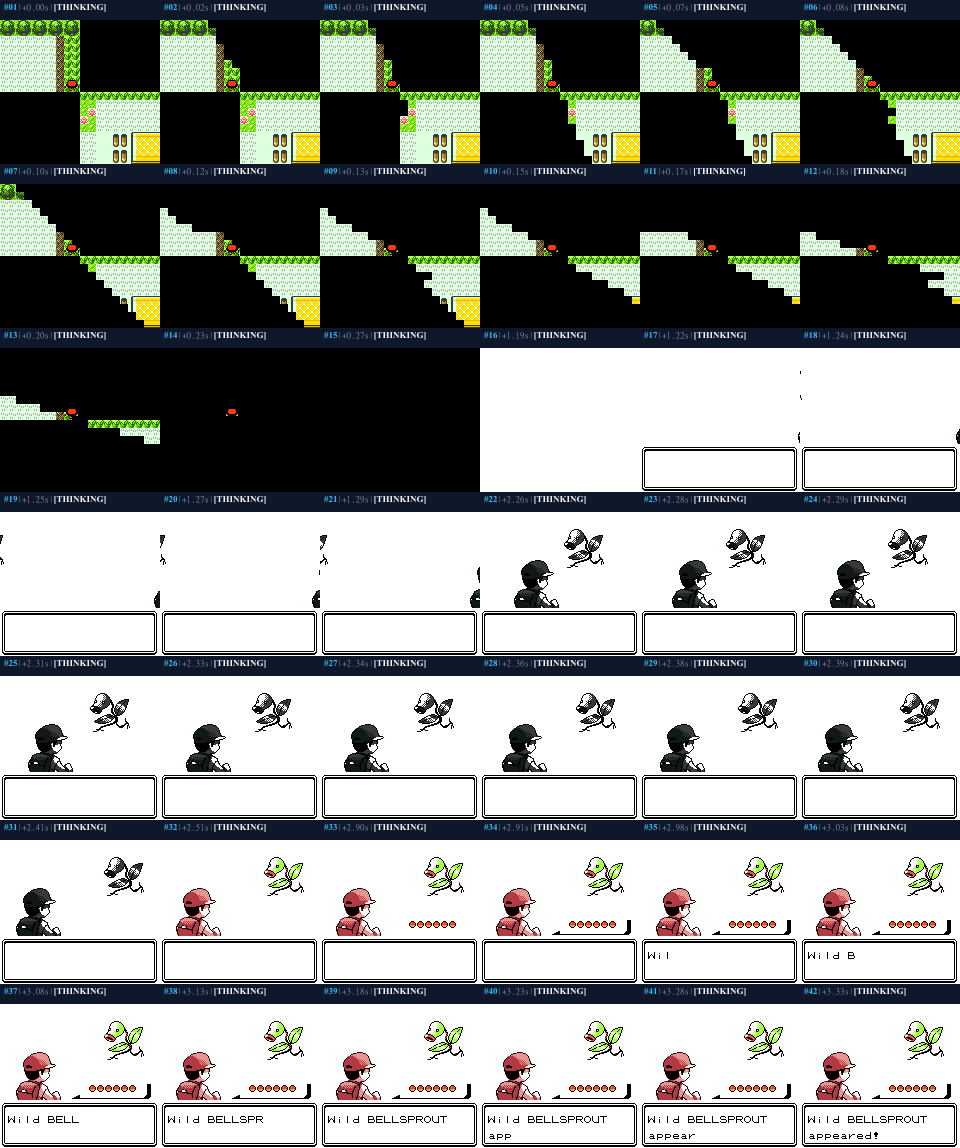 #01|+0.00s|[THINKING]
#02|+0.02s|[THINKING]
#03|+0.03s|[THINKING]
#04|+0.05s|[THINKING]
#05|+0.07s|[THINKING]
#06|+0.08s|[THINKING]
#07|+0.10s|[THINKING]
#08|+0.12s|[THINKING]
#09|+0.13s|[THINKING]
#10|+0.15s|[THINKING]
#11|+0.17s|[THINKING]
#12|+0.18s|[THINKING]
#13|+0.20s|[THINKING]
#14|+0.23s|[THINKING]
#15|+0.27s|[THINKING]
#16|+1.19s|[THINKING]
#17|+1.22s|[THINKING]
#18|+1.24s|[THINKING]
#19|+1.25s|[THINKING]
#20|+1.27s|[THINKING]
#21|+1.29s|[THINKING]
#22|+2.26s|[THINKING]
#23|+2.28s|[THINKING]
#24|+2.29s|[THINKING]
#25|+2.31s|[THINKING]
#26|+2.33s|[THINKING]
#27|+2.34s|[THINKING]
#28|+2.36s|[THINKING]
#29|+2.38s|[THINKING]
#30|+2.39s|[THINKING]
#31|+2.41s|[THINKING]
#32|+2.51s|[THINKING]
#33|+2.90s|[THINKING]
#34|+2.91s|[THINKING]
#35|+2.98s|[THINKING]
#36|+3.03s|[THINKING]
Wil
Wild B
#37|+3.08s|[THINKING]
#38|+3.13s|[THINKING]
#39|+3.18s|[THINKING]
#40|+3.23s|[THINKING]
#41|+3.28s|[THINKING]
#42|+3.33s|[THINKING]
Wild BELL
Wild BELLSPR
Wild BELLSPROUT
Wild BELLSPROUT
app
Wild BELLSPROUT
appear
Wild BELLSPROUT
appeared!